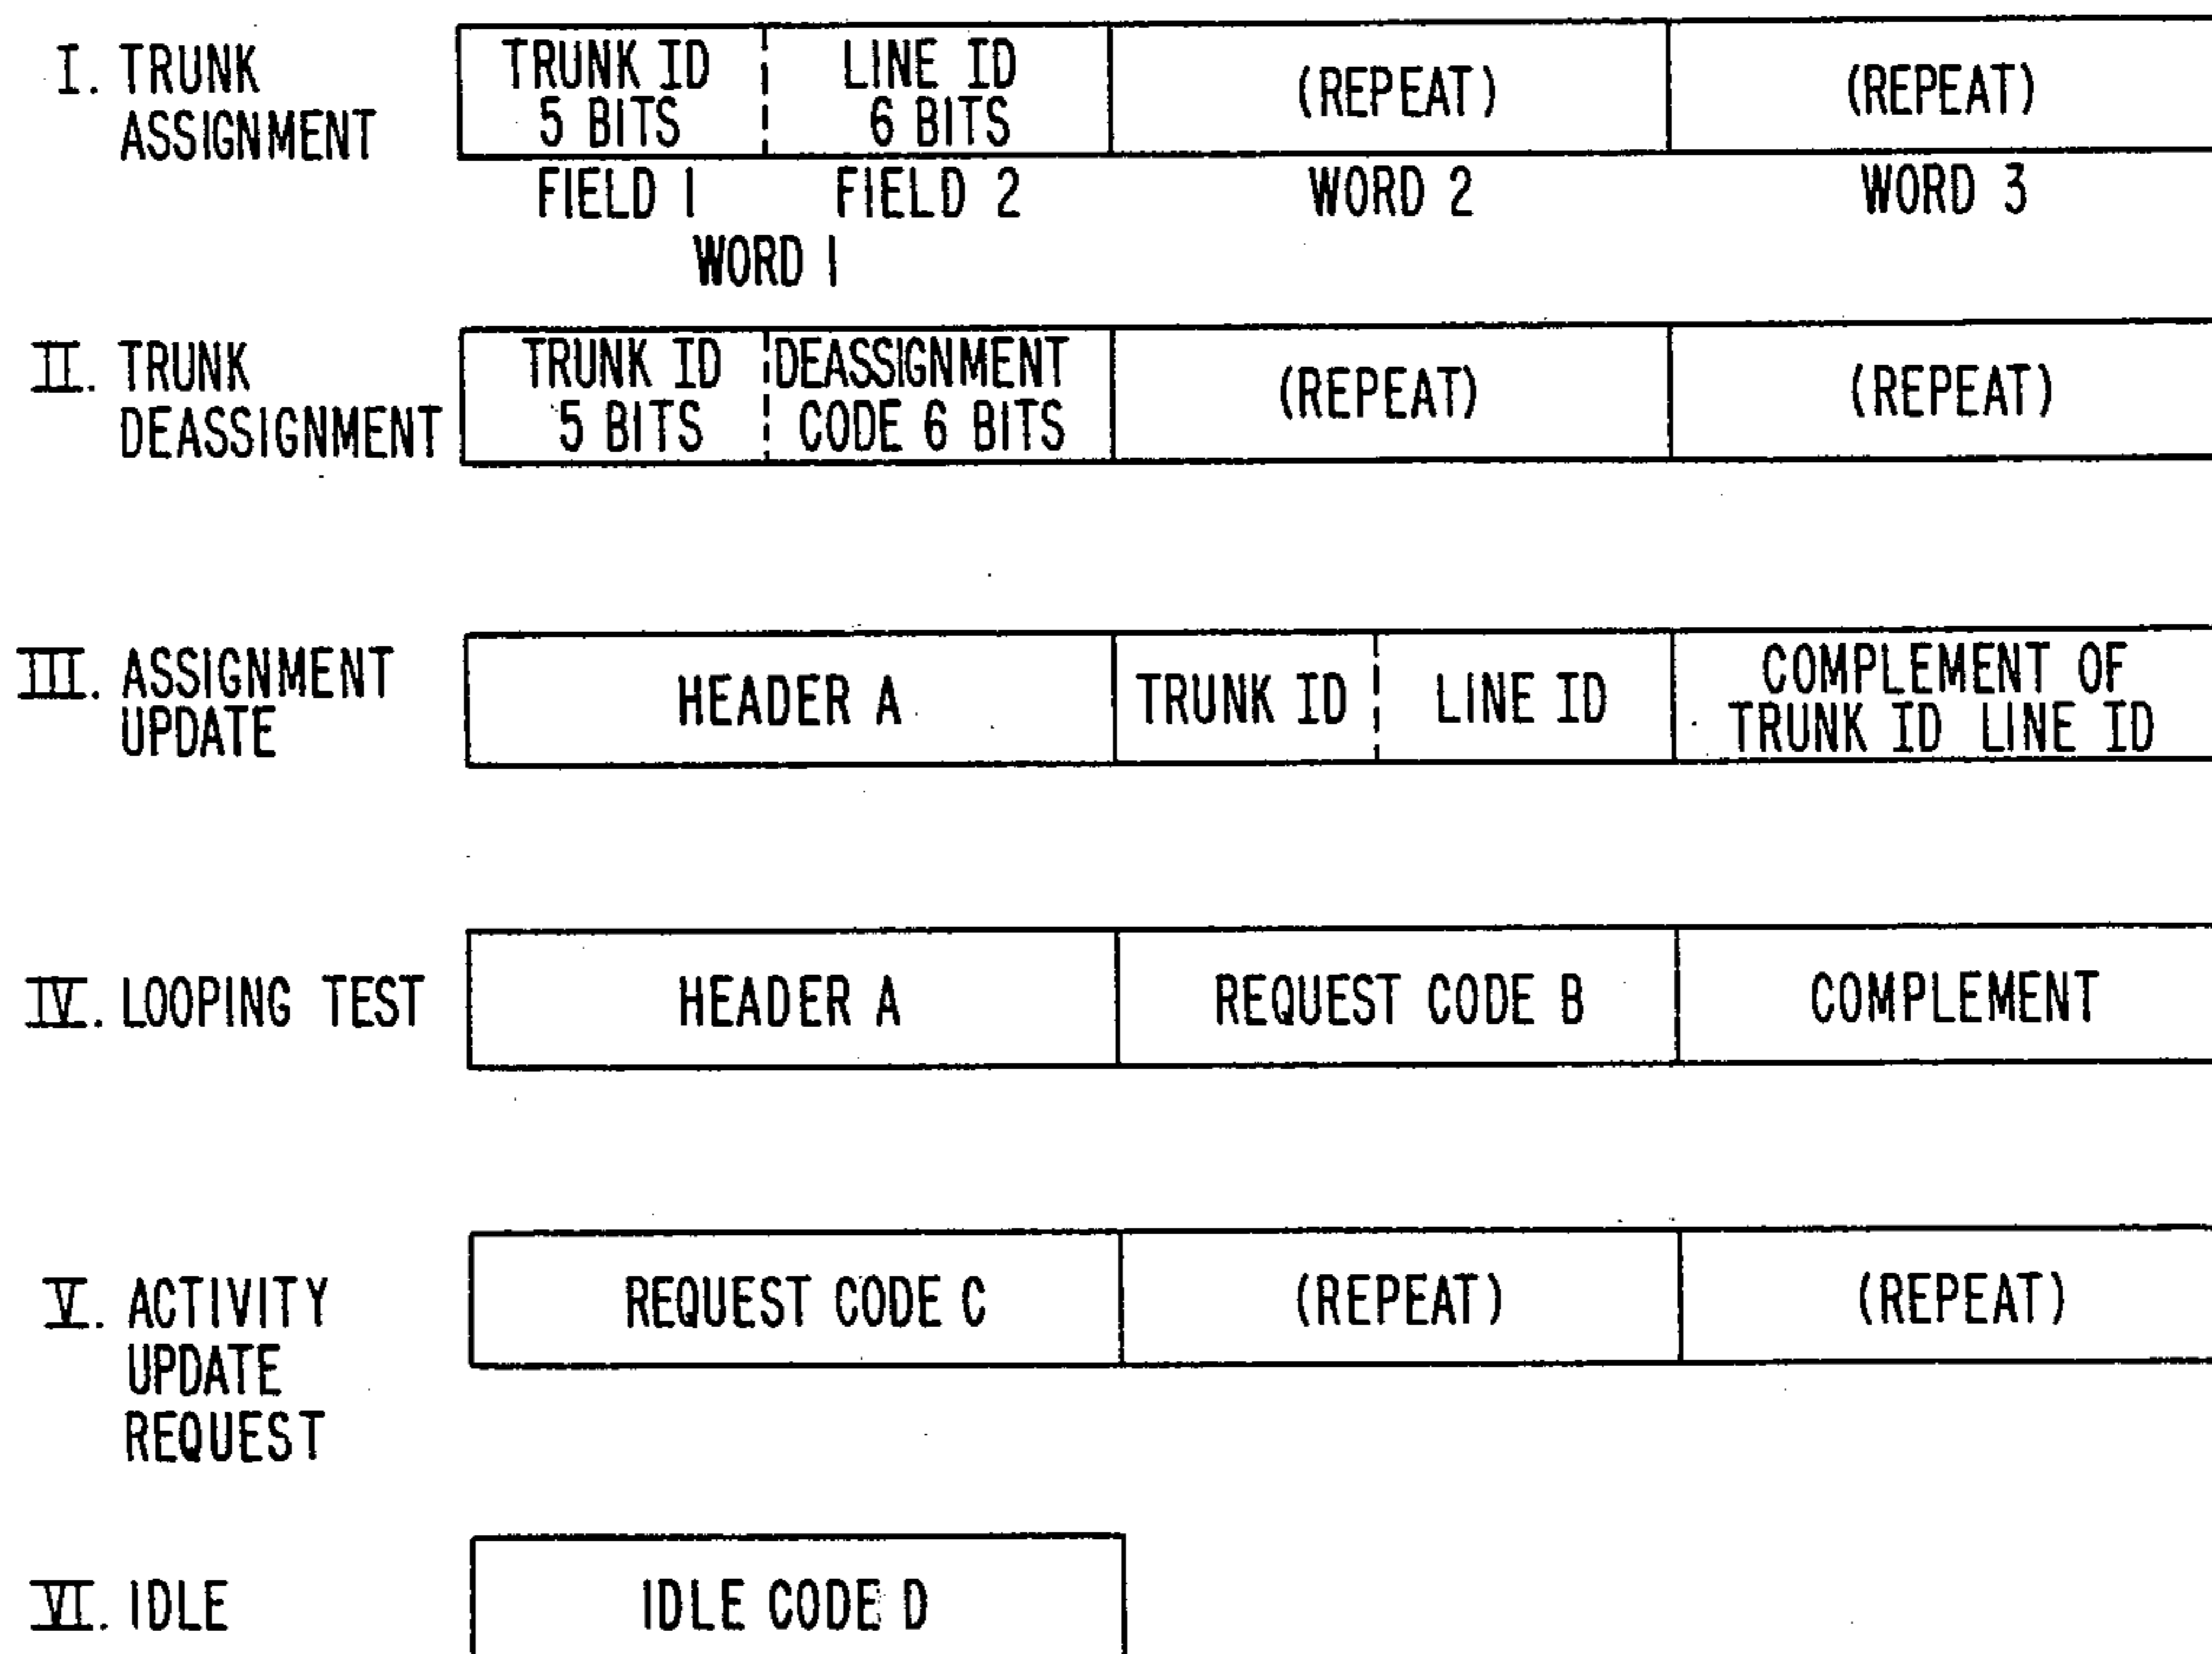 I. TRUNK ASSIGNMENT
TRUNK ID 5 BITS
LINE ID 6 BITS
(REPEAT)
(REPEAT)
FIELD 1
FIELD 2
WORD 2
WORD 3
WORD 1
II. TRUNK DEASSIGNMENT
TRUNK ID 5 BITS
DEASSIGNMENT CODE 6 BITS
(REPEAT)
(REPEAT)
III. ASSIGNMENT UPDATE
HEADER A
TRUNK ID
LINE ID
COMPLEMENT OF TRUNK ID LINE ID
IV. LOOPING TEST
HEADER A
REQUEST CODE B
COMPLEMENT
V. ACTIVITY UPDATE REQUEST
REQUEST CODE C
(REPEAT)
(REPEAT)
VI. IDLE
IDLE CODE D